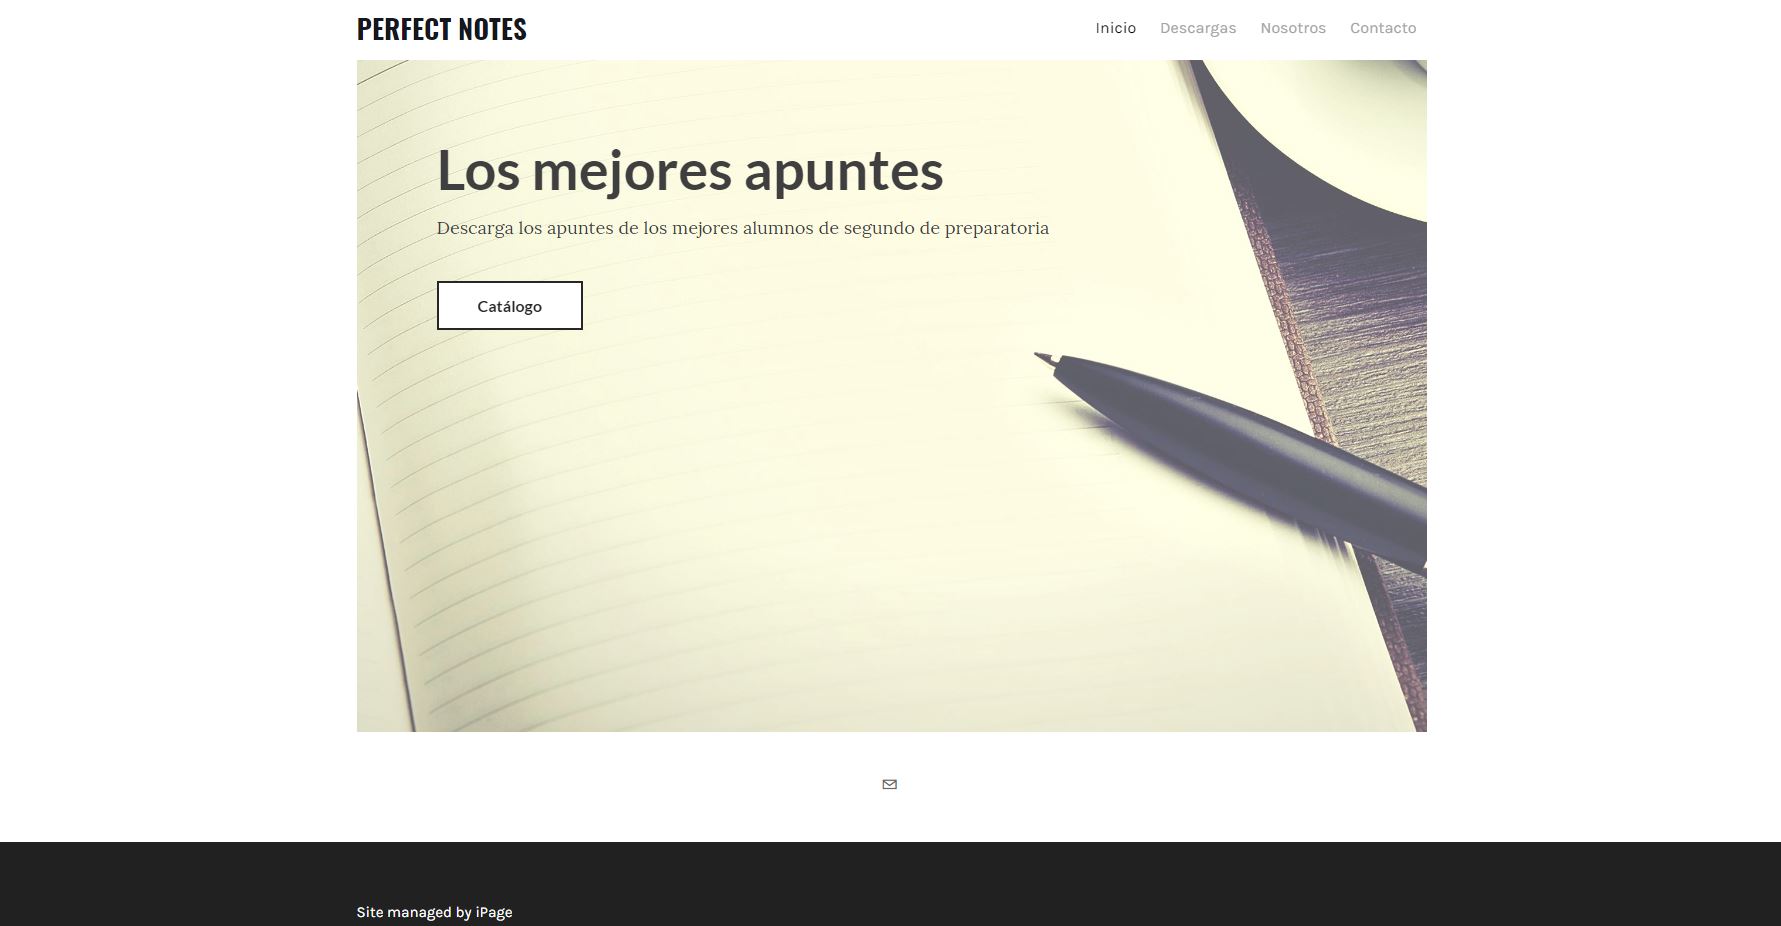 PERFECT NOTES
Inicio Descargas Nosotros Contacto
Los mejores apuntes
Descarga los apuntes de los mejores alumnos de segundo de preparatoria
Catálogo
Site managed by iPage